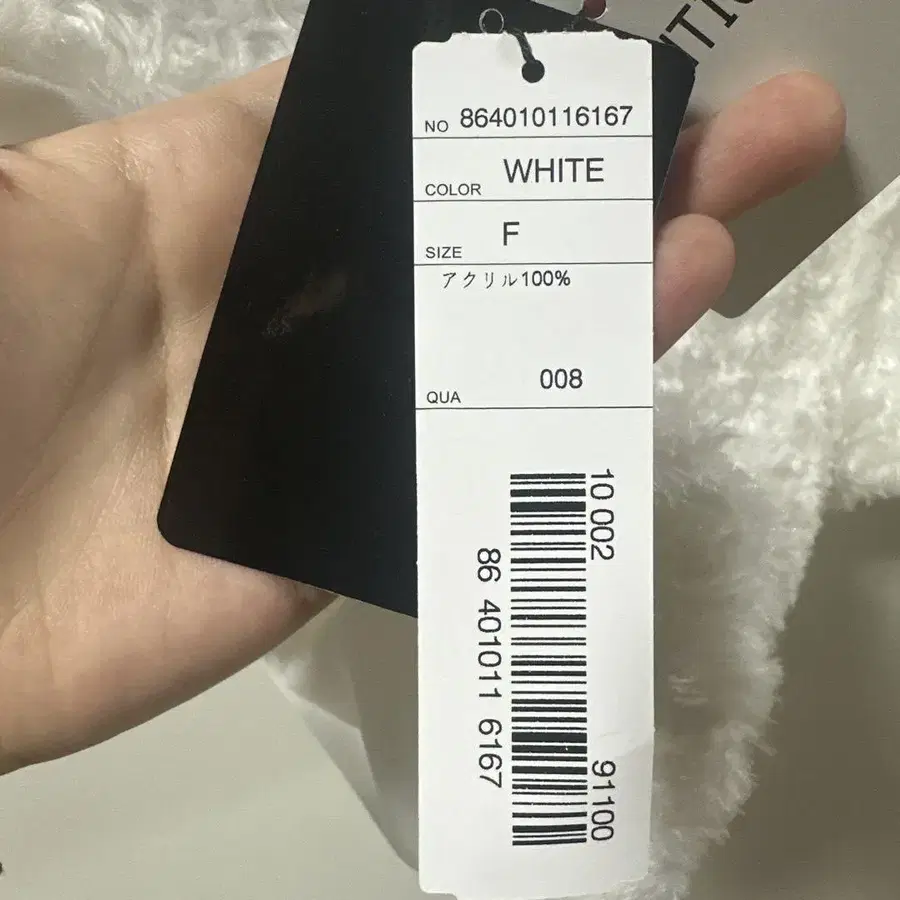 NO 864010116167
COLOR WHITE
SIZE F
アクリル100%
QUA 008
10 002
91100
86 401011 6167